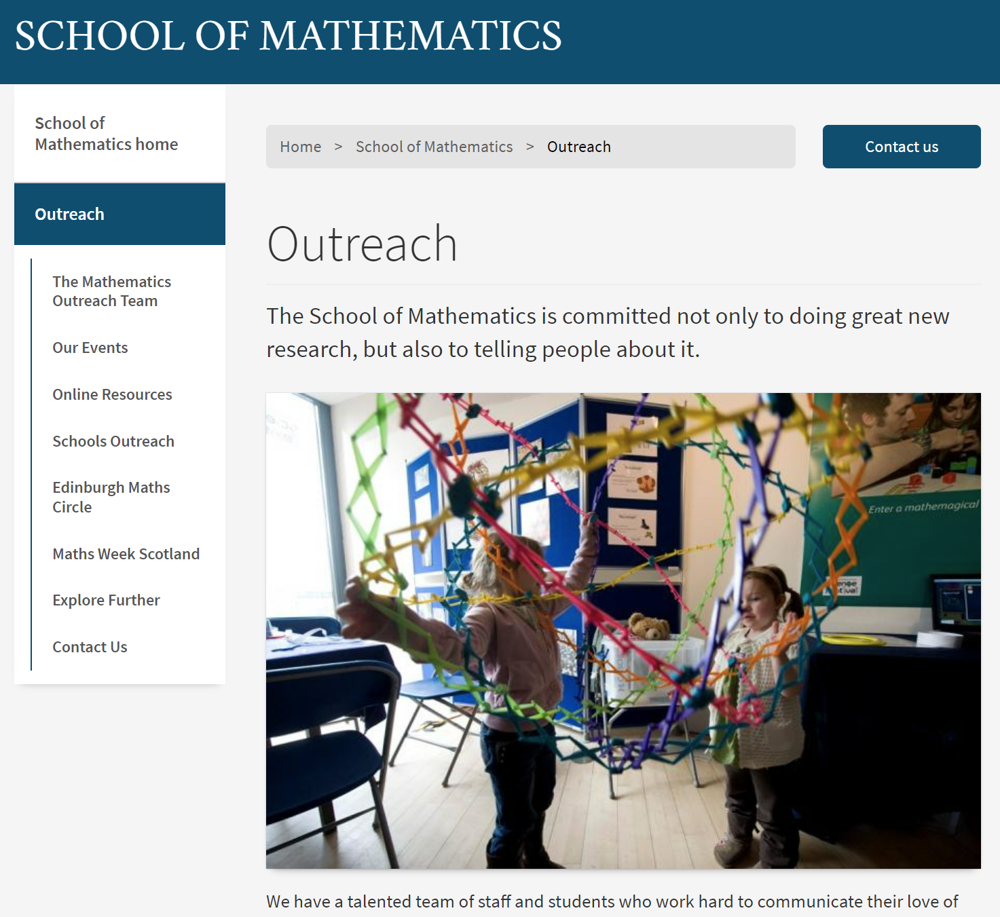 SCHOOL OF MATHEMATICS
School of
Mathematics home
Outreach
The Mathematics
Outreach Team
Our Events
Online Resources
Schools Outreach
Edinburgh Maths
Circle
Maths Week Scotland
Explore Further
Contact Us
Home > School of Mathematics > Outreach
Contact us
Outreach
The School of Mathematics is committed not only to doing great new
research, but also to telling people about it.
Enter a mathemagical
We have a talented team of staff and students who work hard to communicate their love of